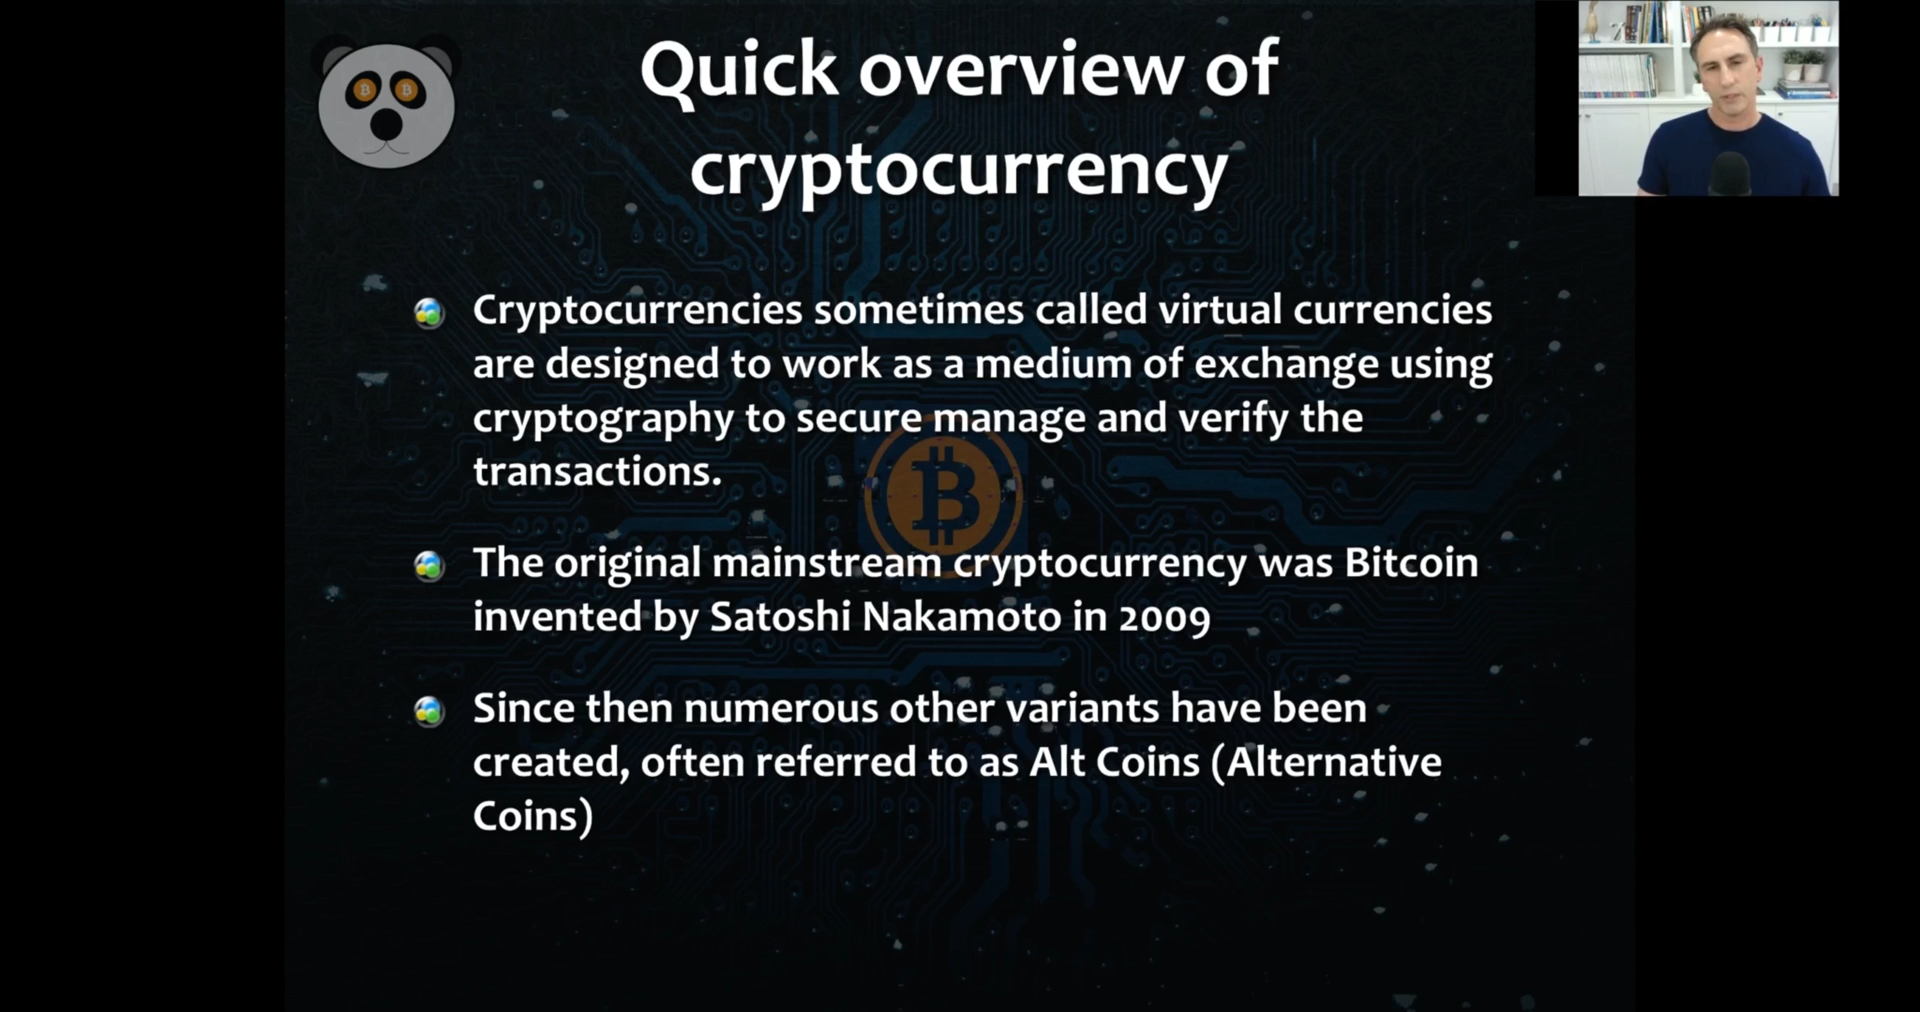 Quick overview of
cryptocurrency
Cryptocurrencies sometimes called virtual currencies
are designed to work as a medium of exchange using
cryptography to secure manage and verify the
transactions.
The original mainstream cryptocurrency was Bitcoin
invented by Satoshi Nakamoto in 2009
Since then numerous other variants have been
created, often referred to as Alt Coins (Alternative
Coins)